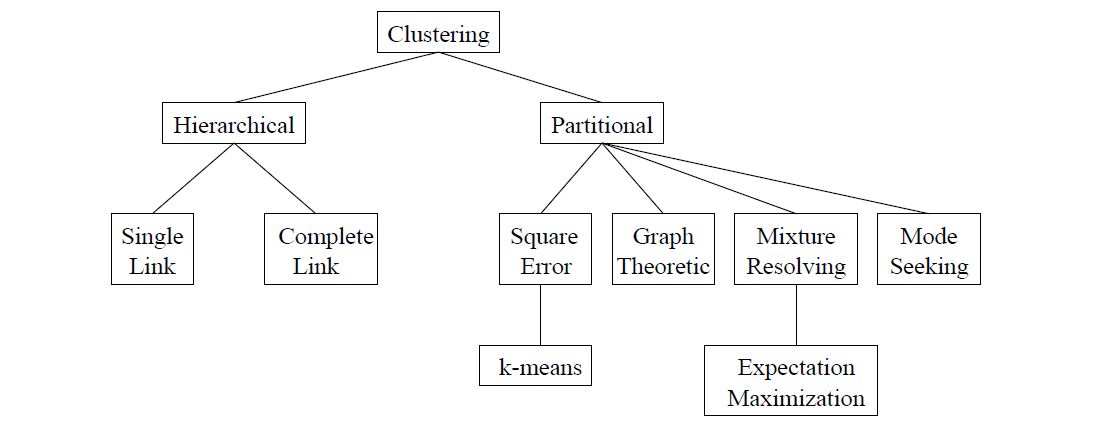 Clustering
Hierarchical
Partitional
Single
Link
Complete
Link
Square
Error
Graph
Theoretic
Mixture
Resolving
Mode
Seeking
k-means
Expectation
Maximization